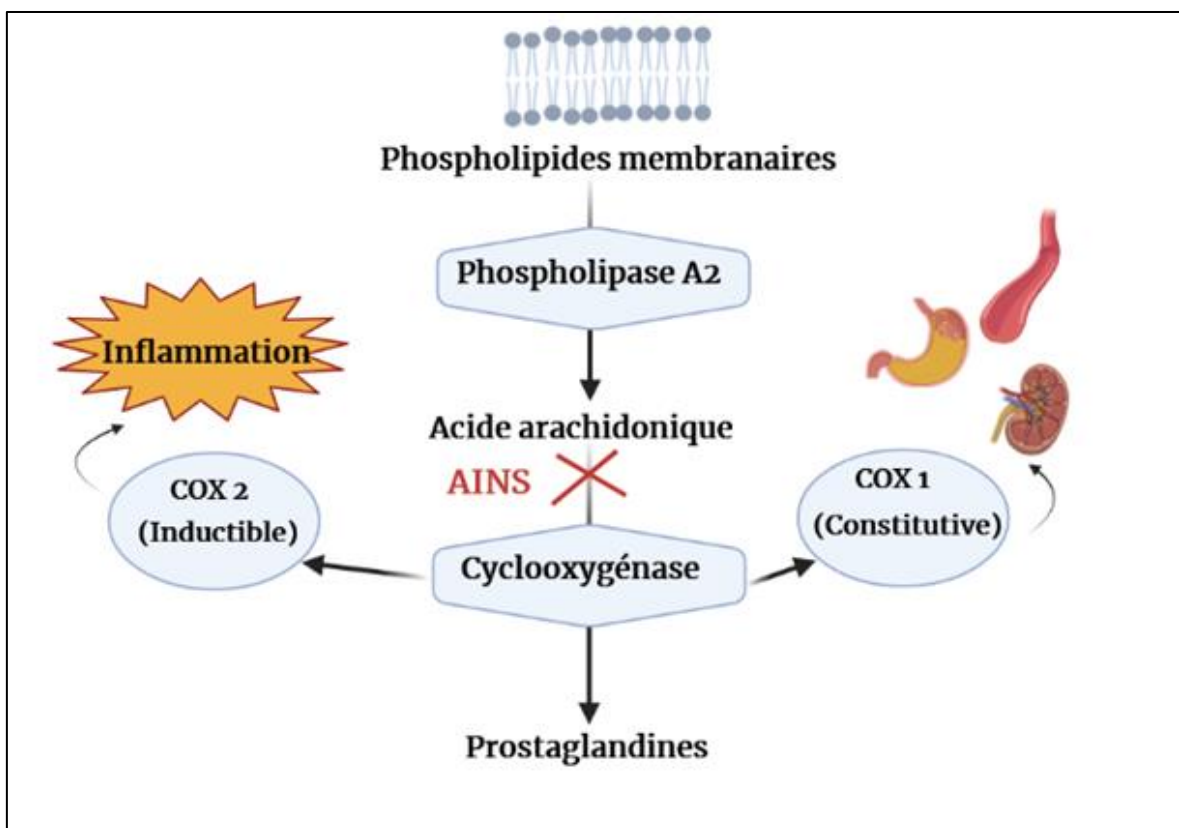 Phospholipides membranaires
Phospholipase A2
Inflammation
Acide arachidonique
AINS
COX 2
(Inductible)
COX 1
(Constitutive)
Cyclooxygénase
Prostaglandines